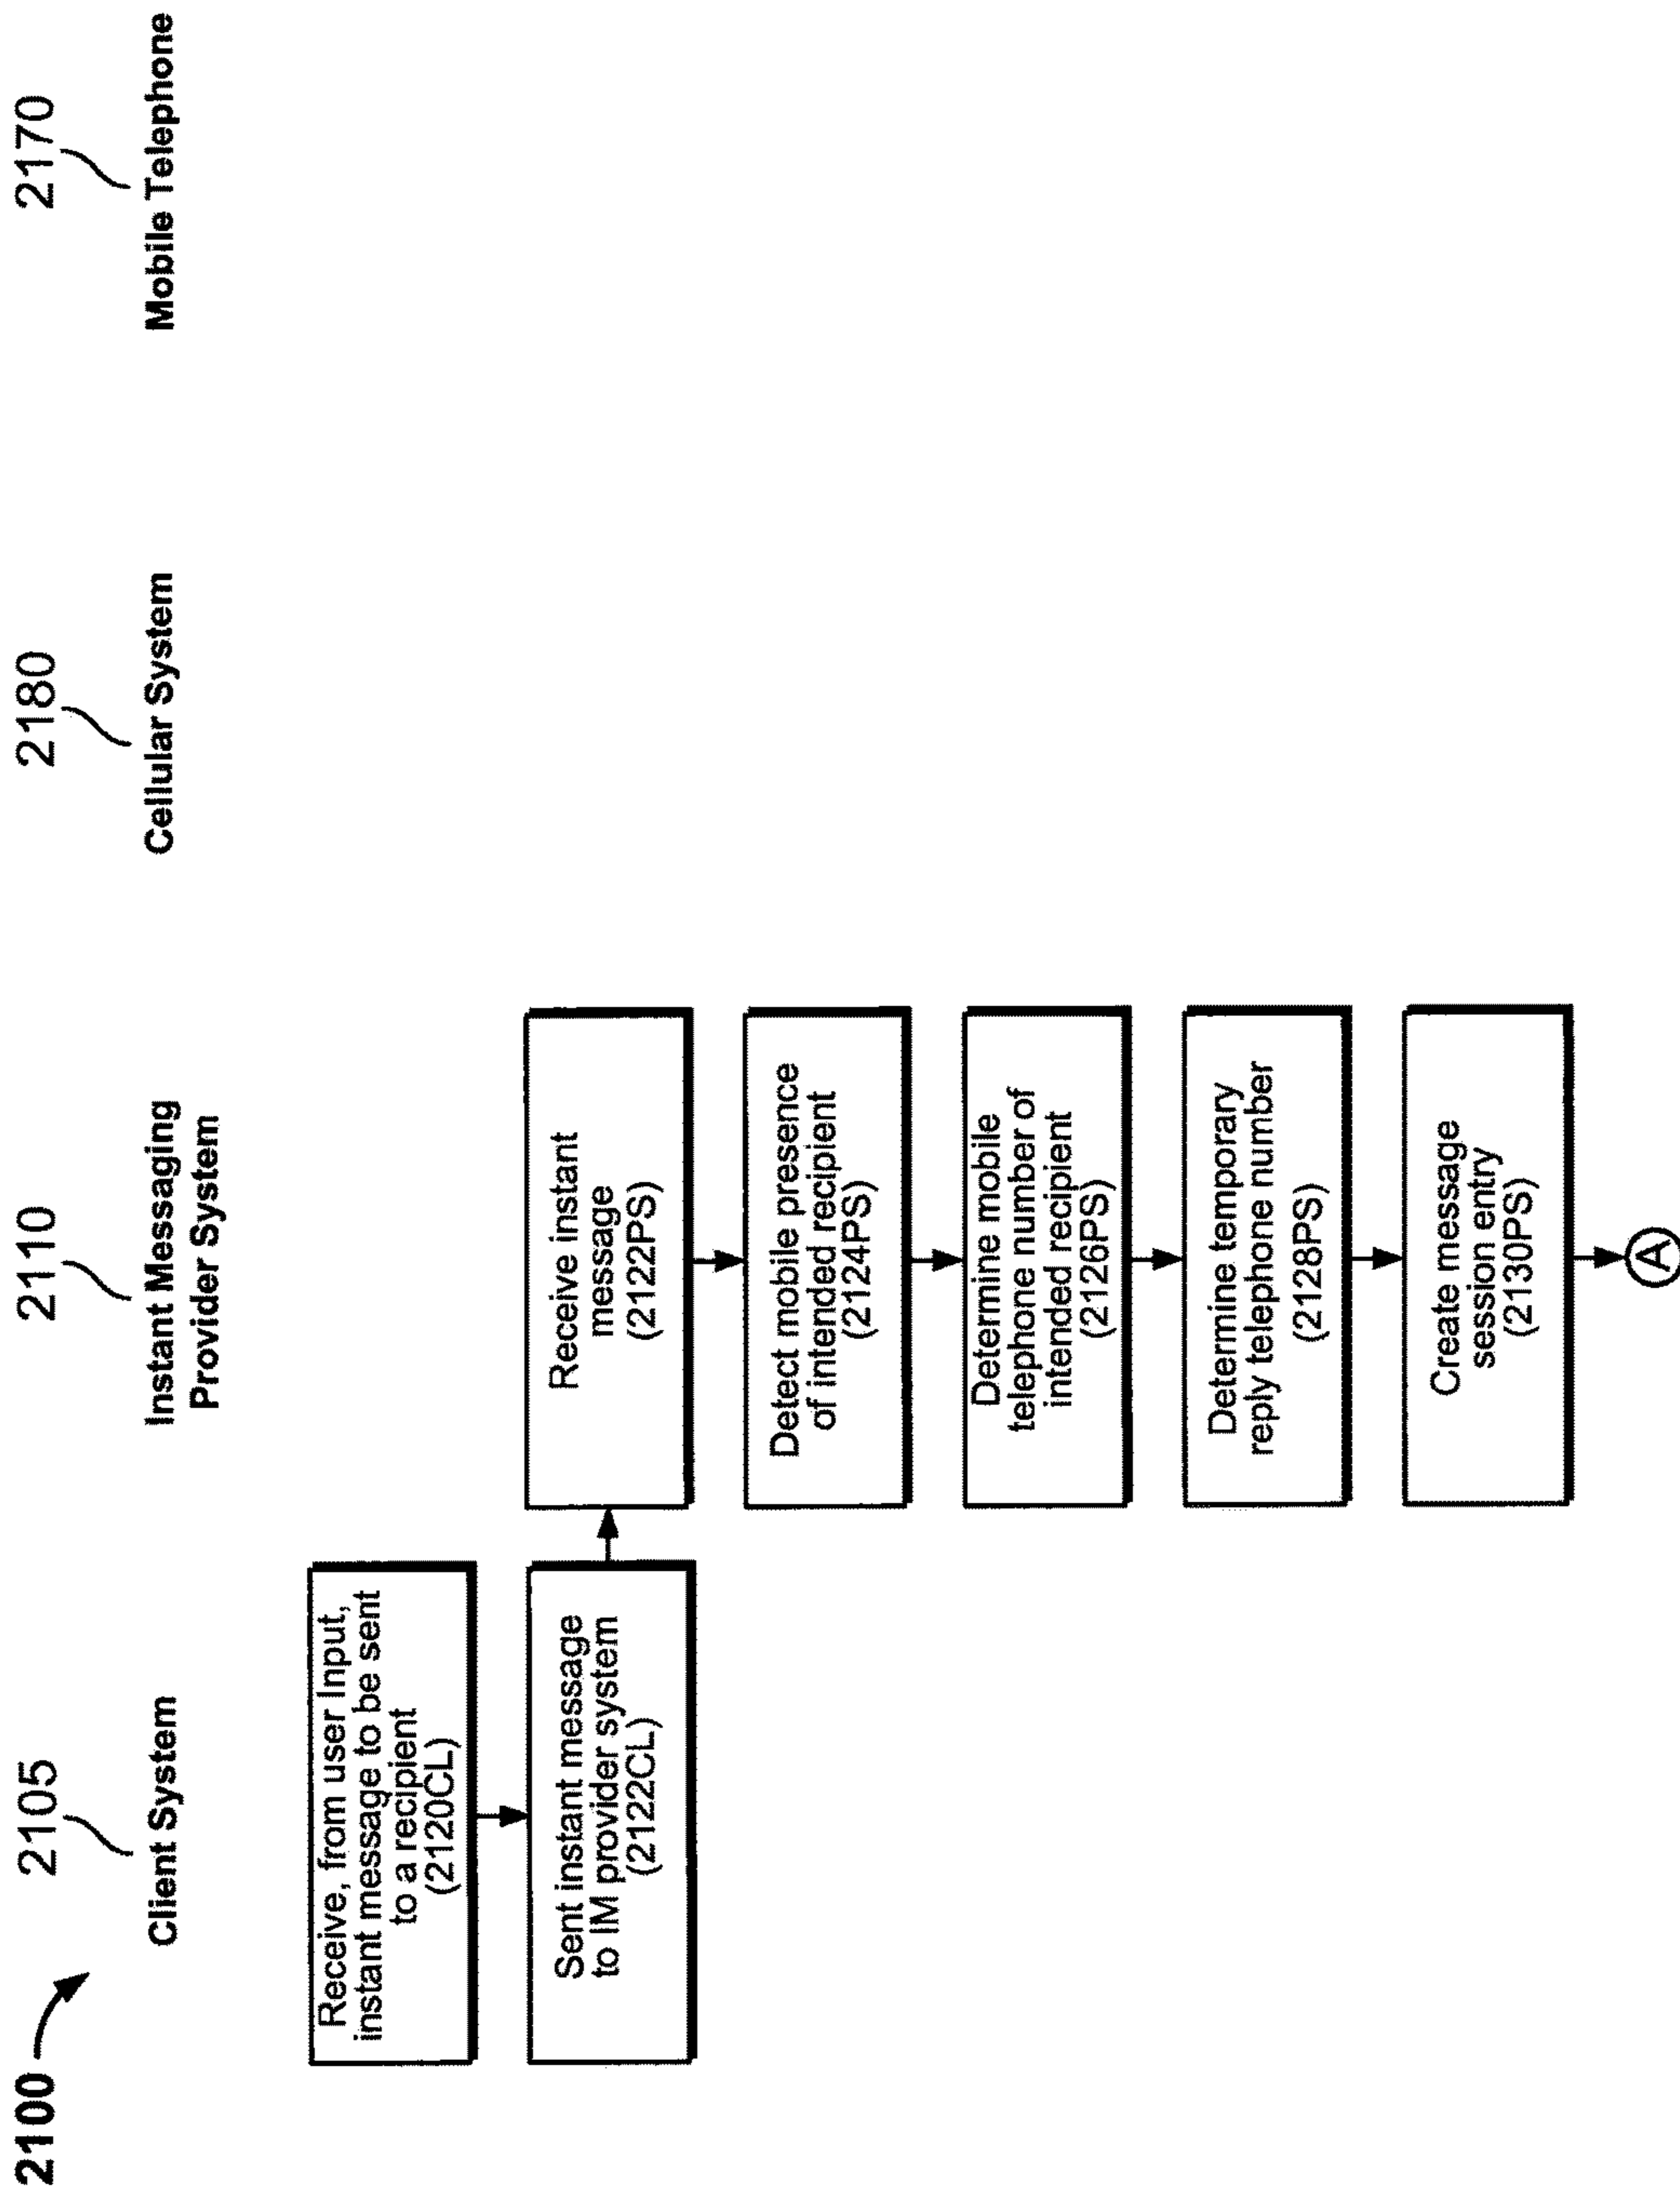 2100
2105
Client System
2110
Instant Messaging
Provider System
2180
Cellular System
2170
Mobile Telephone
Receive, from user Input,
instant message to be sent
to a recipient
(2120CL)
Sent instant message
to IM provider system
(2122CL)
Receive instant
message
(2122PS)
Detect mobile presence
of intended recipient
(2124PS)
Determine mobile
telephone number of
intended recipient
(2126PS)
Determine temporary
reply telephone number
(2128PS)
Create message
session entry
(2130PS)
A